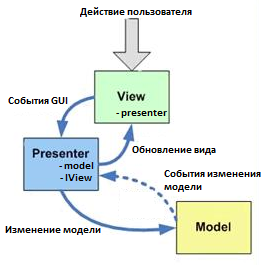 Действие пользователя
View
- presenter
События GUI
Presenter
- model
- IView
Обновление вида
События изменения
модели
Изменение модели
Model